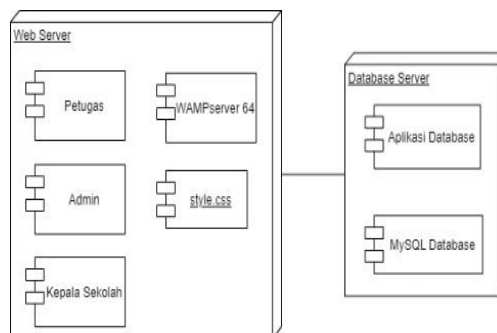 Web Server
Petugas
WAMPserver 64
Admin
style.css
Kepala Sekolah
Database Server
Aplikasi Database
MySQL Database